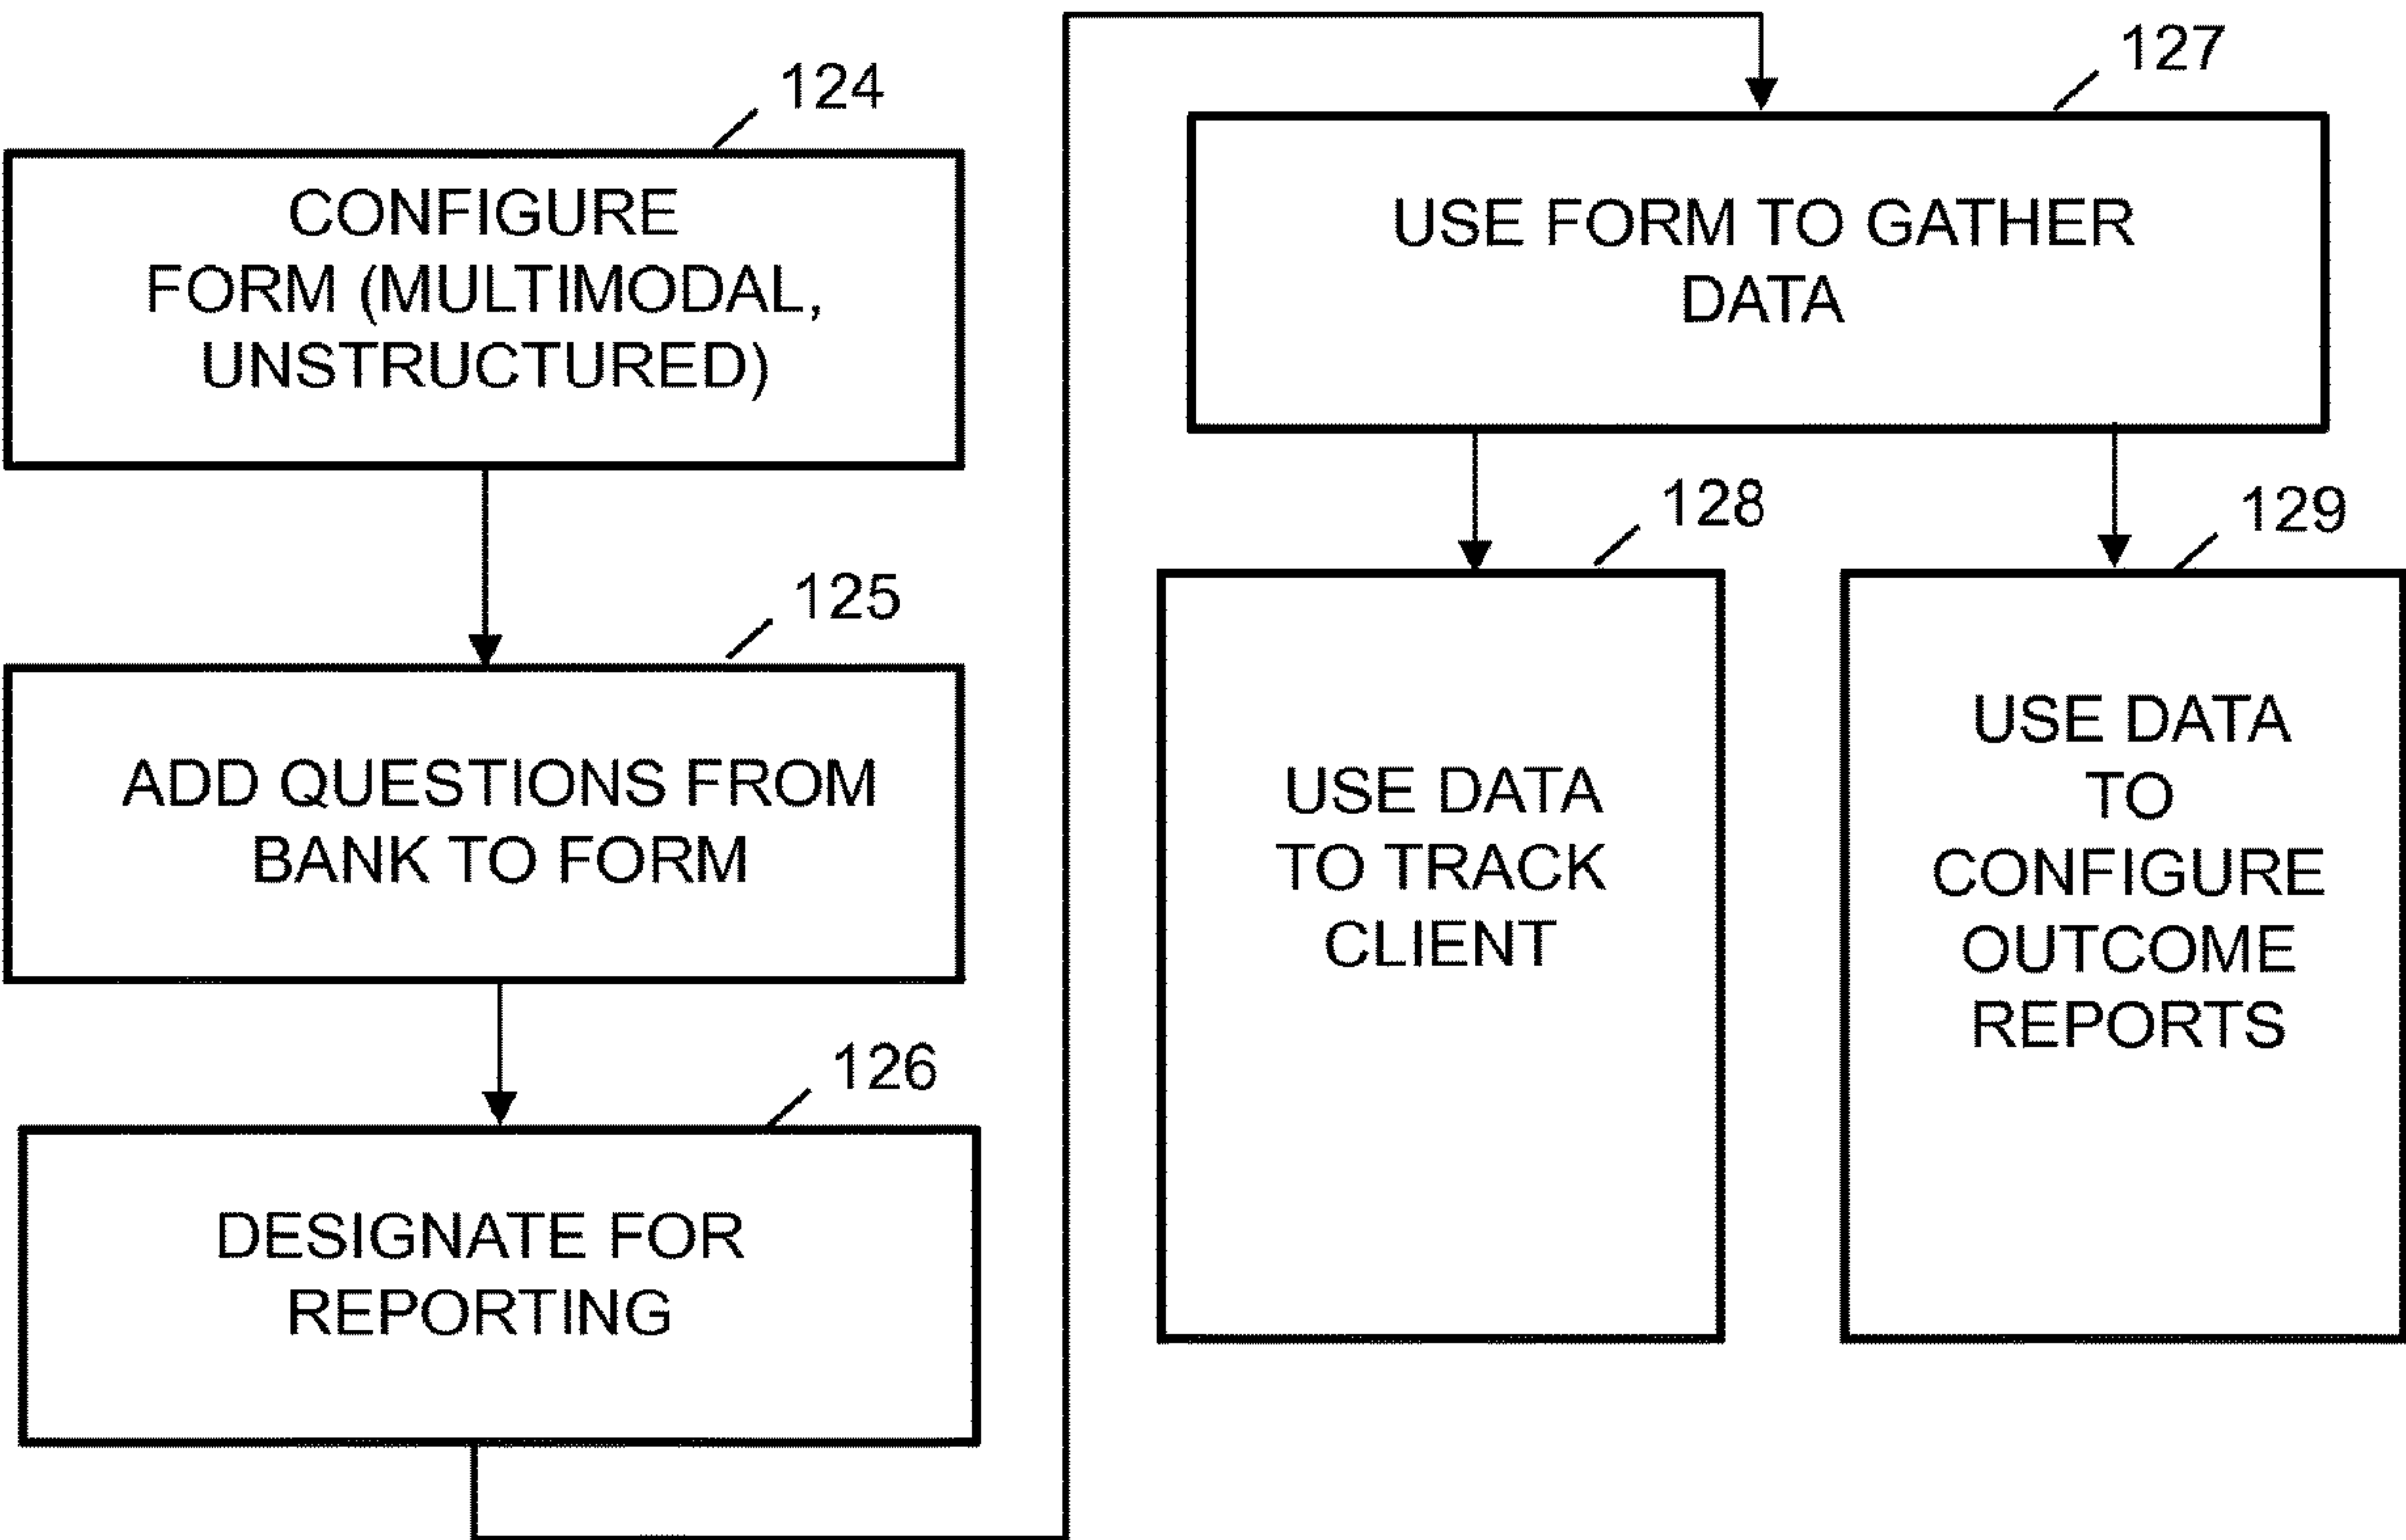 124
CONFIGURE
FORM (MULTIMODAL,
UNSTRUCTURED)
125
ADD QUESTIONS FROM
BANK TO FORM
126
DESIGNATE FOR
REPORTING
127
USE FORM TO GATHER
DATA
128
USE DATA
TO TRACK
CLIENT
129
USE DATA
TO
CONFIGURE
OUTCOME
REPORTS